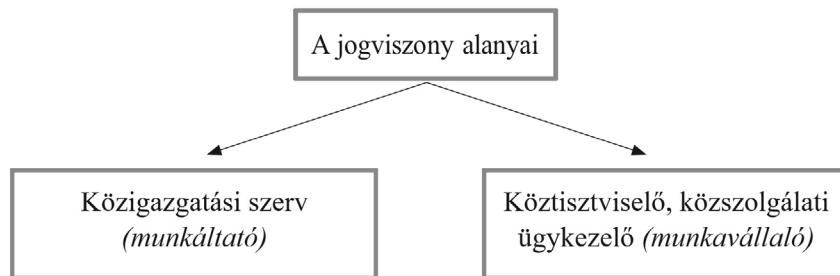 A jogviszony alanyai
Közigazgatási szerv
(munkáltató)
Köztisztviselő, közszolgálati
ügykezelő (munkavállaló)